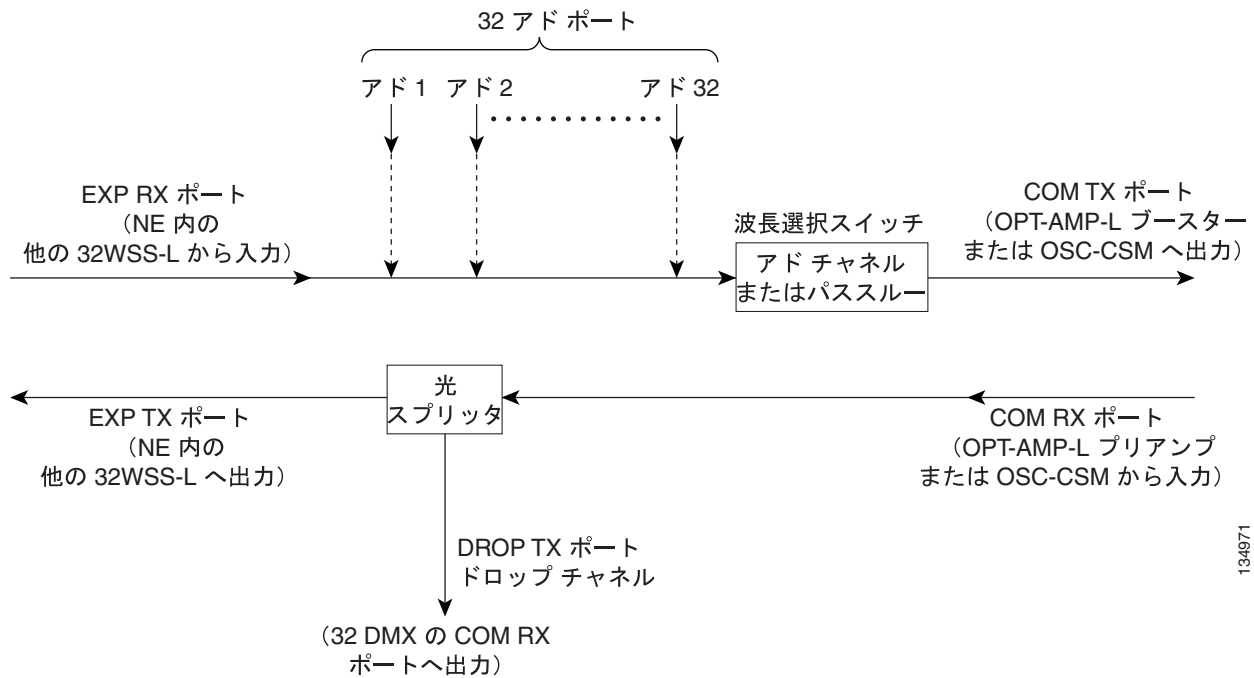 32 アド ポート
アド 1
アド 2
アド 32
EXP RX ポート
（NE 内の
他の 32WSS-L から入力）
波長選択スイッチ
アド チャネル
またはパススルー
COM TX ポート
（OPT-AMP-L ブースター
または OSC-CSM へ出力）
光
スプリッタ
EXP TX ポート
（NE 内の
他の 32WSS-L へ出力）
COM RX ポート
（OPT-AMP-L プリアンプ
または OSC-CSM から入力）
DROP TX ポート
ドロップ チャネル
（32 DMX の COM RX
ポートへ出力）
134971